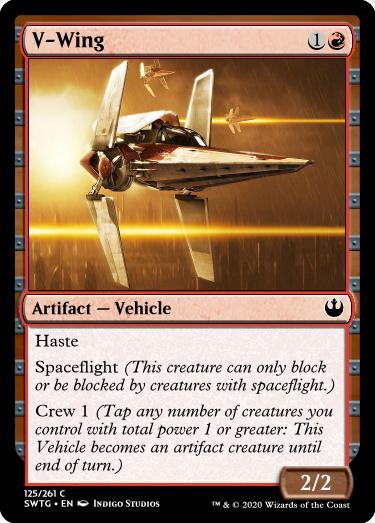 V-Wing 1
Artifact — Vehicle
Haste
Spaceflight (This creature can only block
or be blocked by creatures with spaceflight.)
Crew 1 (Tap any number of creatures you
control with total power 1 or greater: This
Vehicle becomes an artifact creature until
end of turn.)
2/2
125/261 C
SWTG • EN Indigo Studios
™ & © 2020 Wizards of the Coast